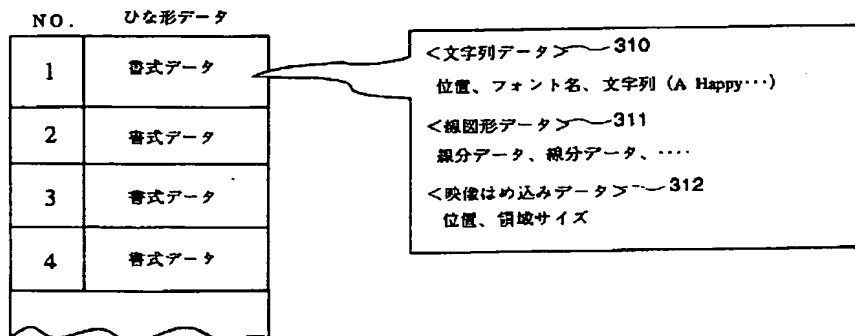 NO. ひな形データ
1 書式データ
2 書式データ
3 書式データ
4 書式データ
<文字列データ> 310
位置、フォント名、文字列 (A Happy･･･)
<線図形データ> 311
線分データ、線分データ、････
<映像はめ込みデータ> 312
位置、領域サイズ